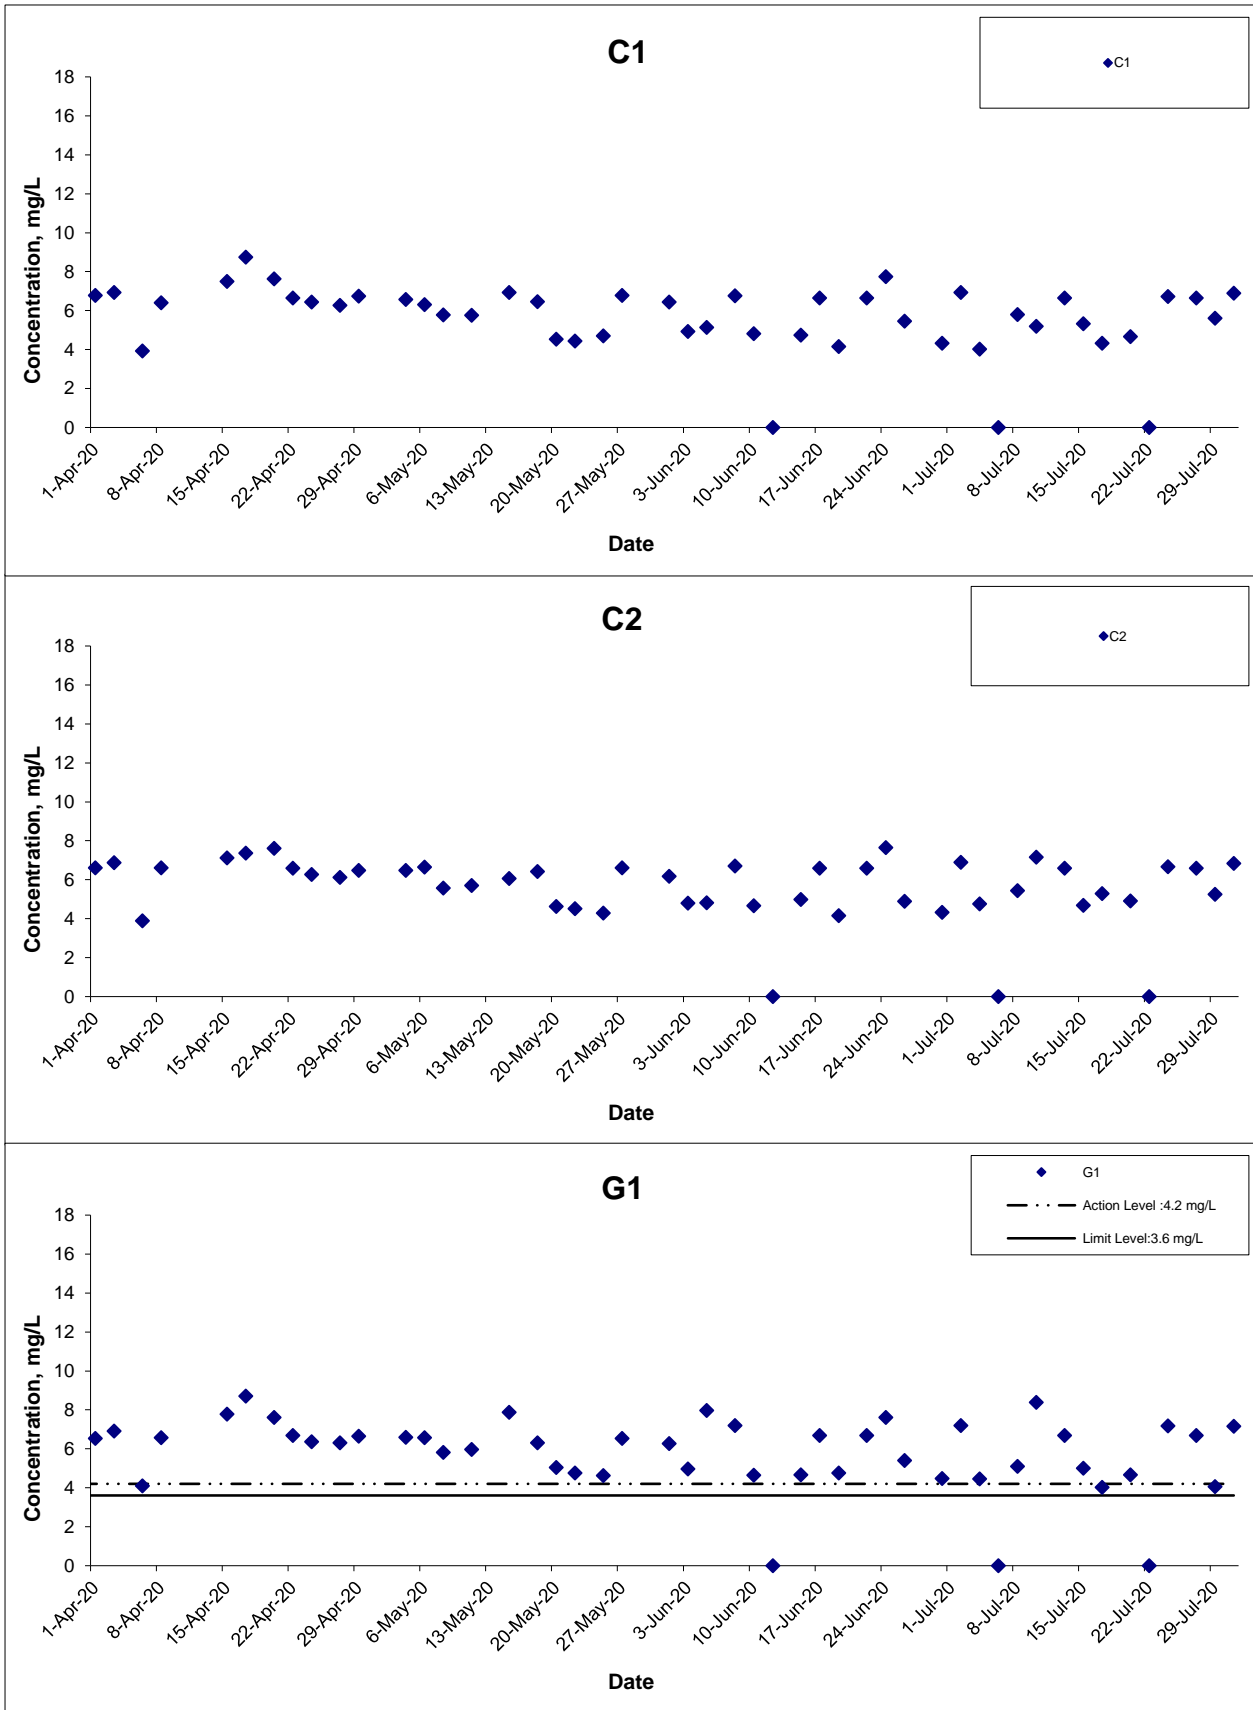 C1
C1
18
16
14
12
10
8
6
4
2
0
Concentration, mg/L
1-Apr-20
8-Apr-20
15-Apr-20
22-Apr-20
29-Apr-20
6-May-20
13-May-20
20-May-20
27-May-20
3-Jun-20
10-Jun-20
17-Jun-20
24-Jun-20
1-Jul-20
8-Jul-20
15-Jul-20
22-Jul-20
29-Jul-20
Date
C2
C2
18
16
14
12
10
8
6
4
2
0
Concentration, mg/L
1-Apr-20
8-Apr-20
15-Apr-20
22-Apr-20
29-Apr-20
6-May-20
13-May-20
20-May-20
27-May-20
3-Jun-20
10-Jun-20
17-Jun-20
24-Jun-20
1-Jul-20
8-Jul-20
15-Jul-20
22-Jul-20
29-Jul-20
Date
G1
G1
Action Level :4.2 mg/L
Limit Level:3.6 mg/L
18
16
14
12
10
8
6
4
2
0
Concentration, mg/L
1-Apr-20
8-Apr-20
15-Apr-20
22-Apr-20
29-Apr-20
6-May-20
13-May-20
20-May-20
27-May-20
3-Jun-20
10-Jun-20
17-Jun-20
24-Jun-20
1-Jul-20
8-Jul-20
15-Jul-20
22-Jul-20
29-Jul-20
Date